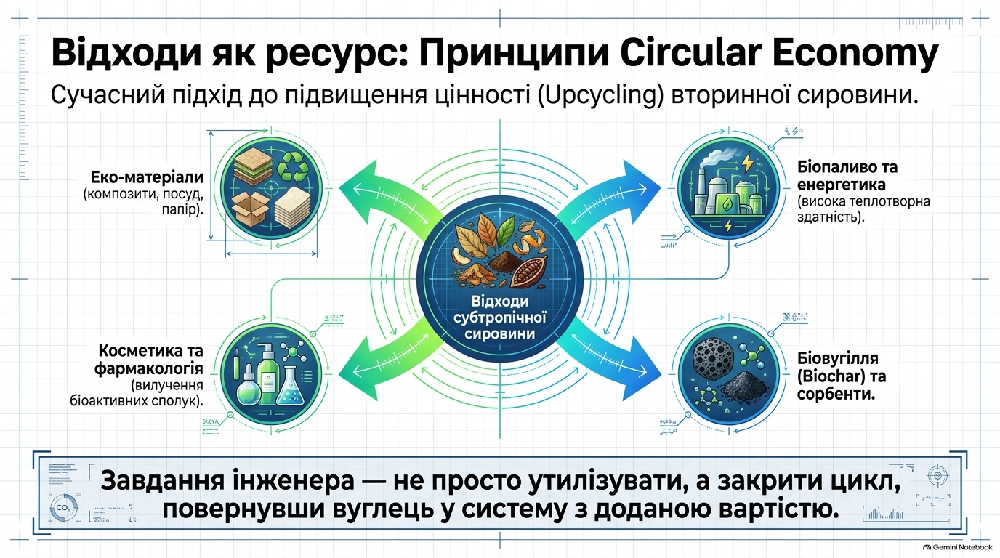 Відходи як ресурс: Принципи Circular Economy
Сучасний підхід до підвищення цінності (Upcycling) вторинної сировини.
Еко-матеріали
(композити, посуд,
папір).
Біопаливо та
енергетика
(висока теплотворна
здатність).
Відходи
субтропічної
сировини
Косметика та
фармакологія
(вилучення
біоактивних сполук).
Біовугілля
(Biochar) та
сорбенти.
Завдання інженера — не просто утилізувати, а закрити цикл,
повернувши вуглець у систему з доданою вартістю.
CO₂
Gemini Notebook